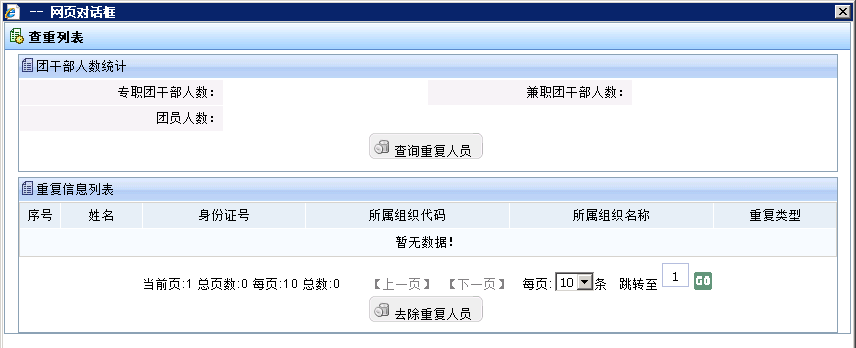 -- 网页对话框
查重列表
团干部人数统计
专职团干部人数： 兼职团干部人数：
团员人数：
查询重复人员
重复信息列表
序号 姓名 身份证号 所属组织代码 所属组织名称 重复类型
暂无数据!
当前页:1 总页数:0 每页:10 总数:0 【上一页】 【下一页】 每页: 10 条 跳转至 1 GO
去除重复人员